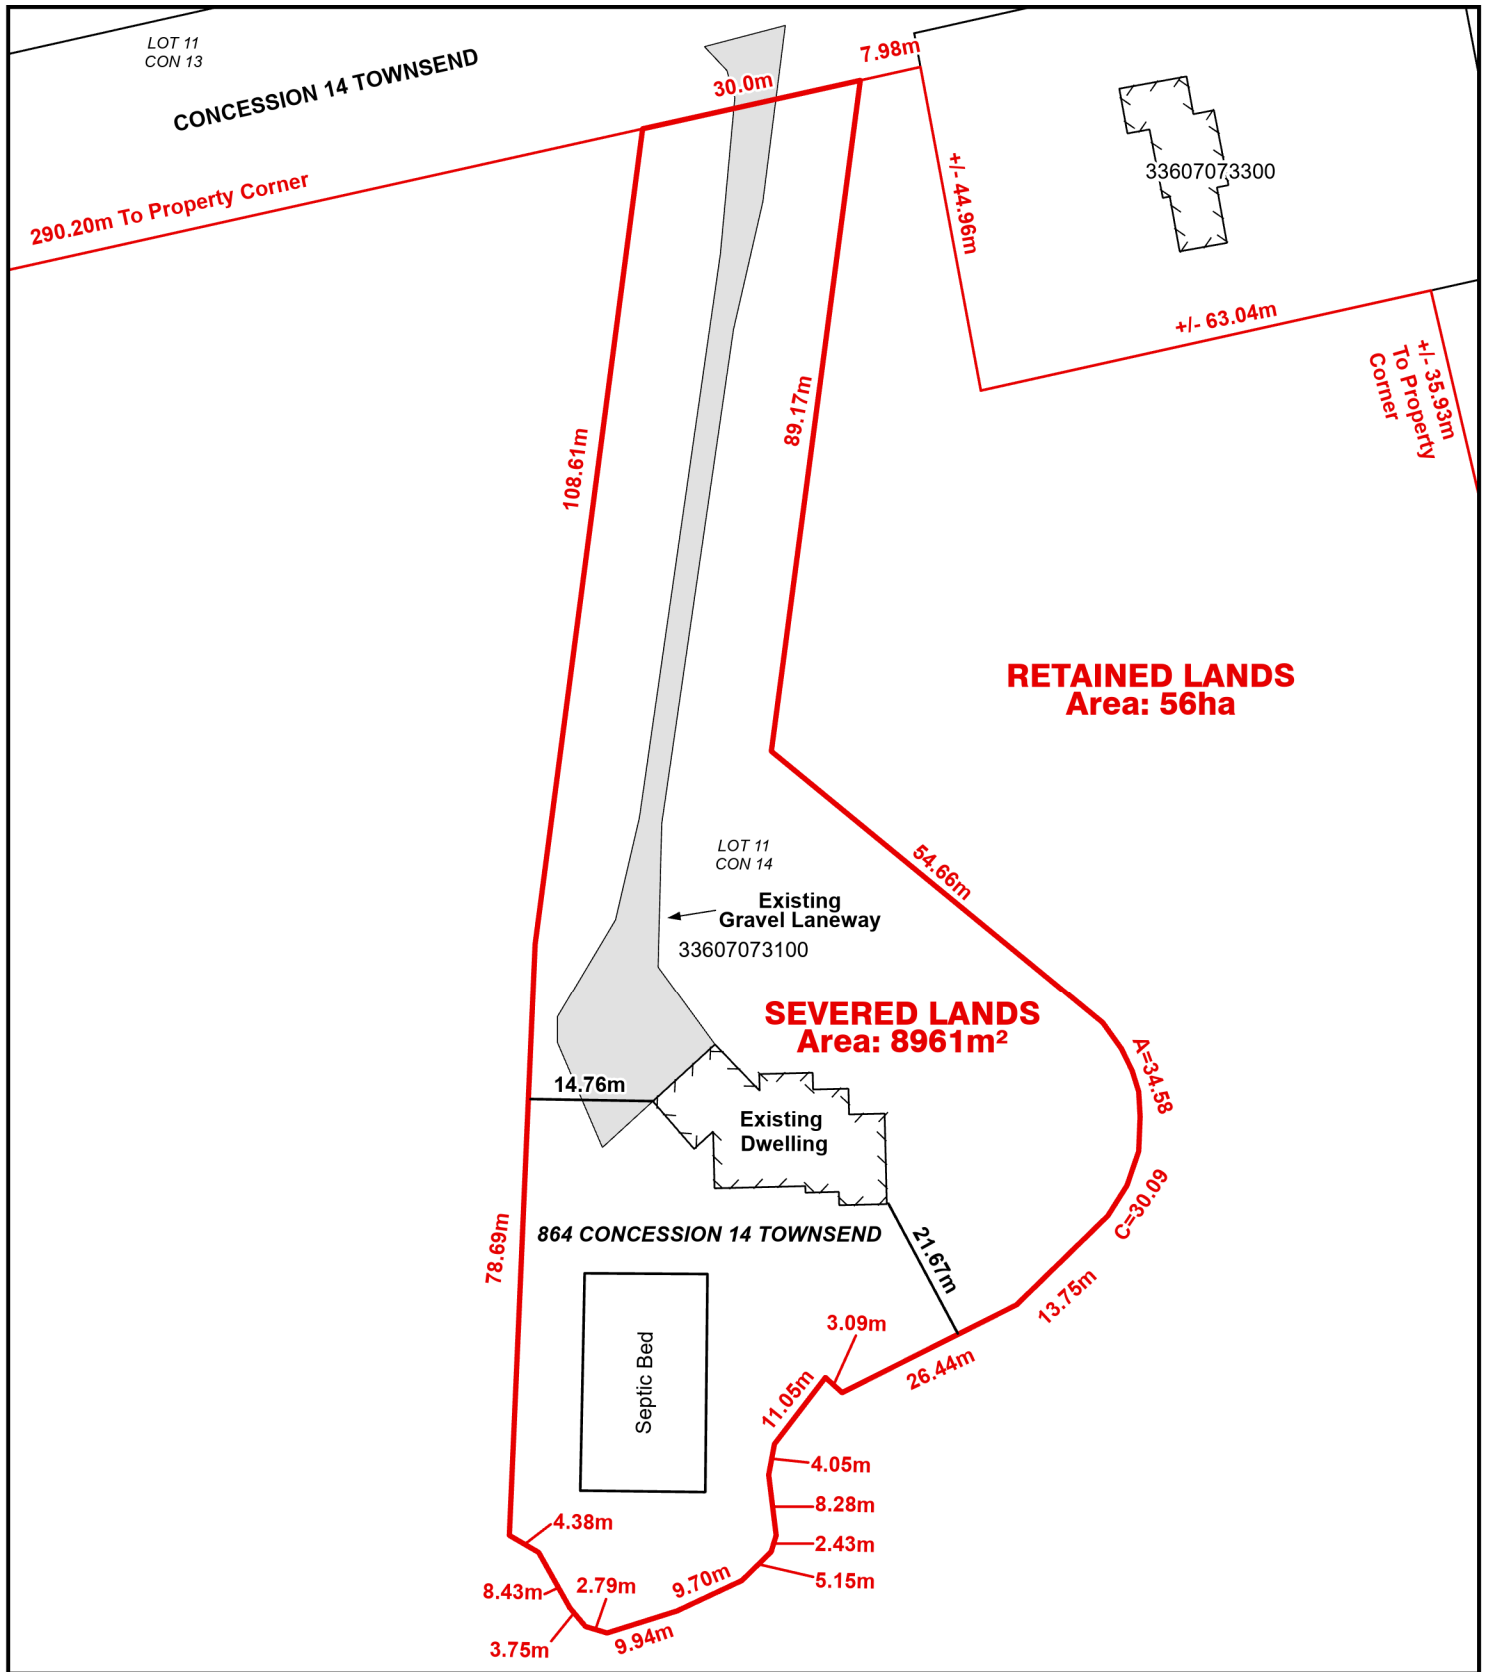 LOT 11
CON 13
CONCESSION 14 TOWNSEND
7.98m
30.0m
290.20m To Property Corner
+/- 44.96m
33607073300
+/- 63.04m
+/- 35.93m
To Property
Corner
89.17m
108.61m
RETAINED LANDS
Area: 56ha
LOT 11
CON 14
54.66m
Existing
Gravel Laneway
33607073100
SEVERED LANDS
Area: 8961m²
A=34.58
14.76m
Existing
Dwelling
C=30.09
864 CONCESSION 14 TOWNSEND
21.67m
78.69m
13.75m
3.09m
26.44m
Septic Bed
11.05m
4.05m
8.28m
4.38m
2.43m
5.15m
9.70m
2.79m
8.43m
9.94m
3.75m